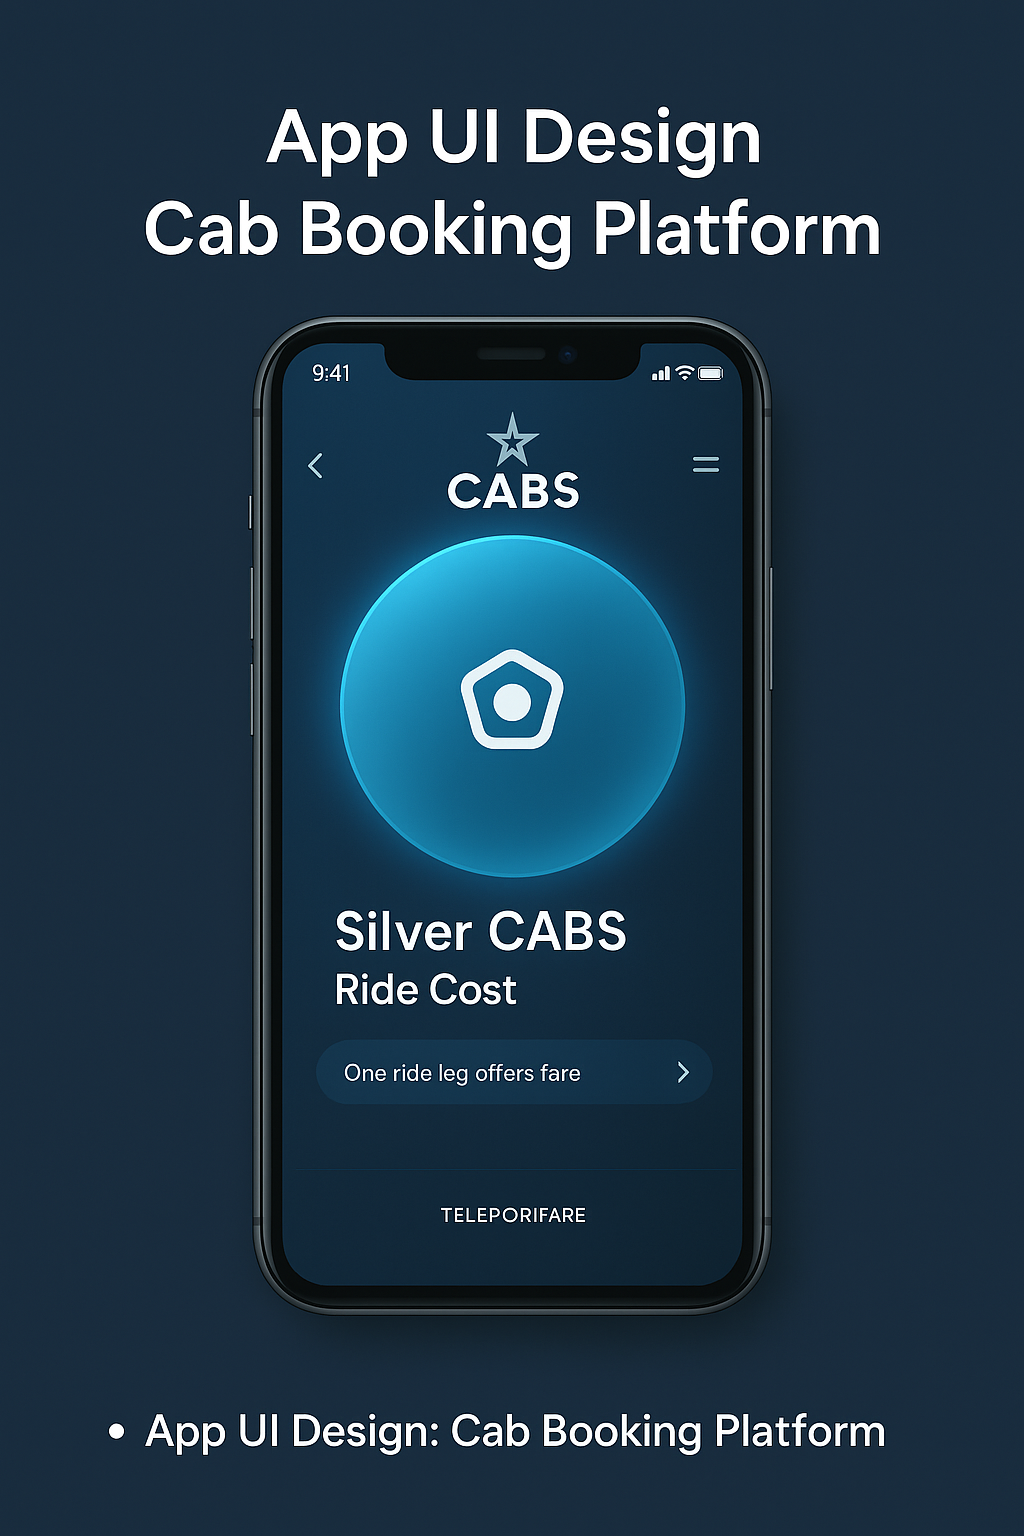 App UI Design
Cab Booking Platform
9:41
CABS
Silver CABS
Ride Cost
One ride leg offers fare
TELEPORIFARE
• App UI Design: Cab Booking Platform